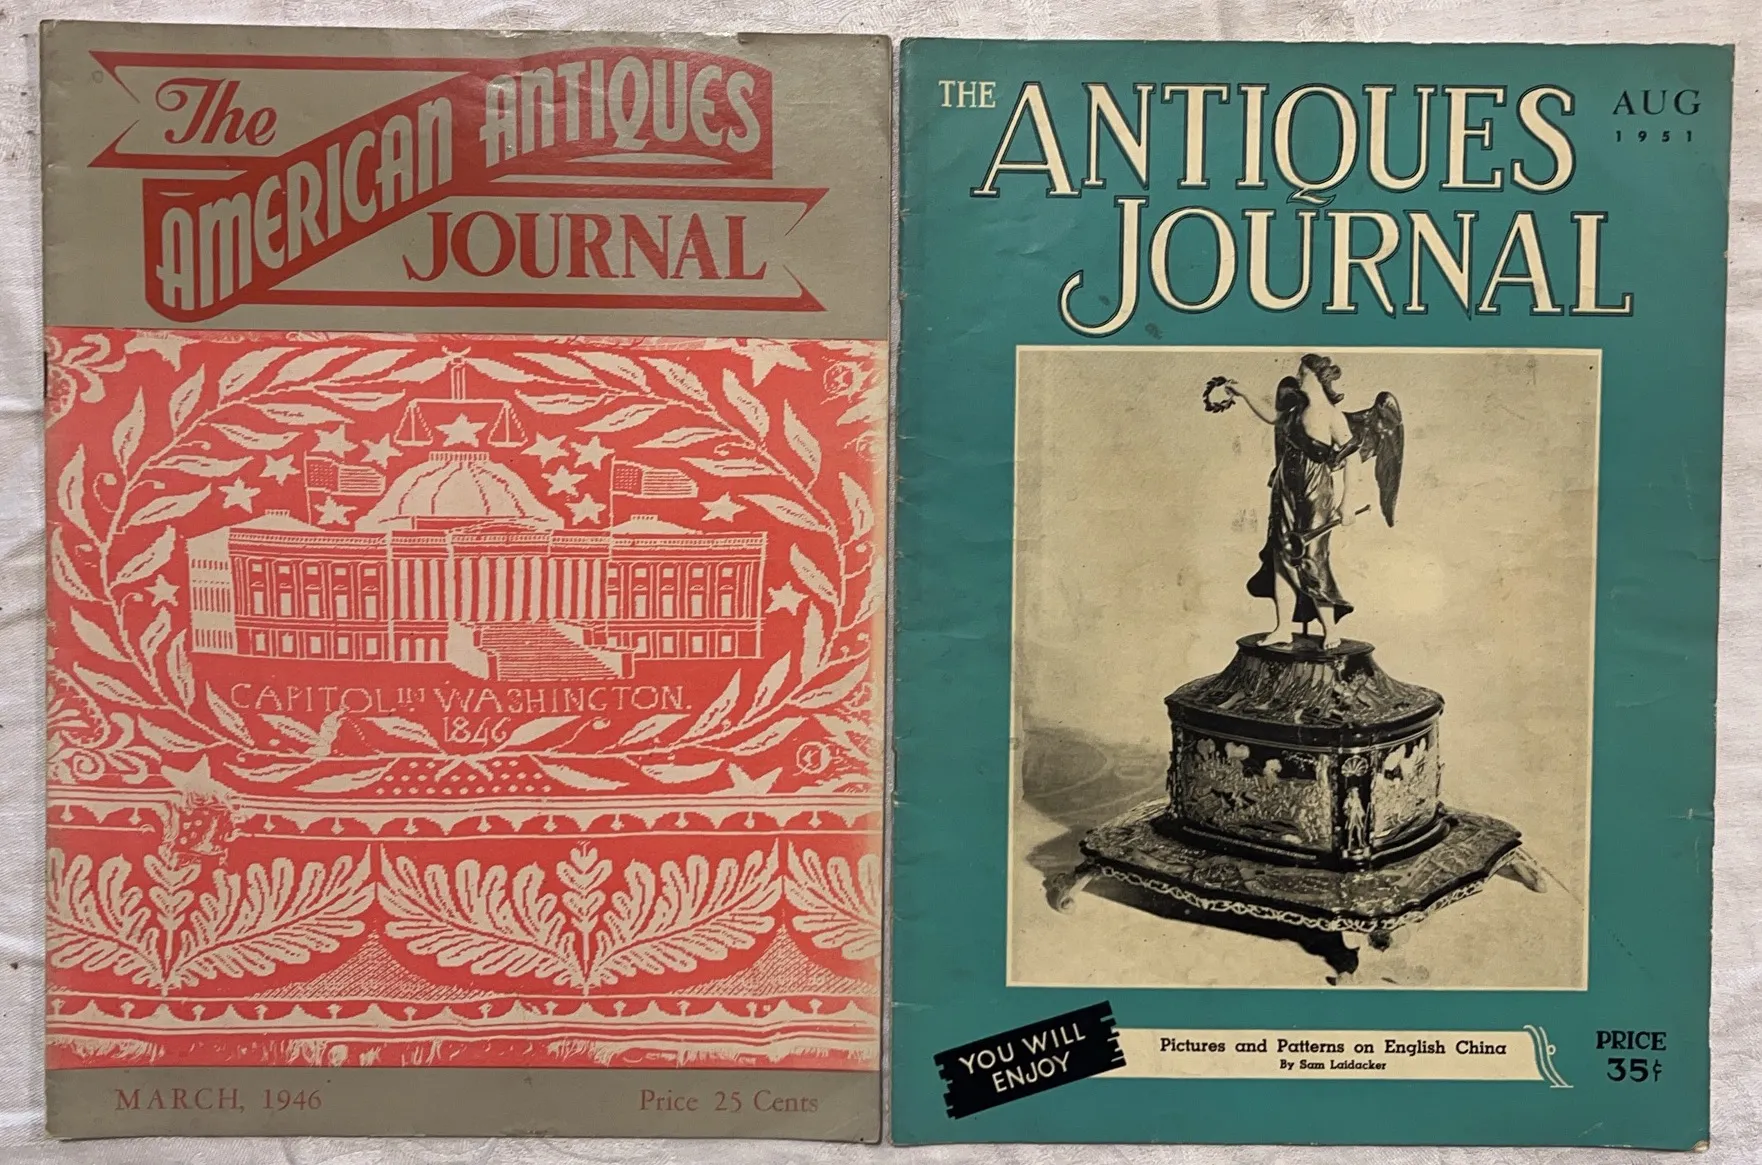 The
AMERICAN ANTIQUES
JOURNAL
CAPITOL IN WASHINGTON.
1846
MARCH, 1946
Price 25 Cents
THE ANTIQUES
JOURNAL
AUG
1951
YOU WILL
ENJOY
Pictures and Patterns on English China
By Sam Laidacker
PRICE
35¢